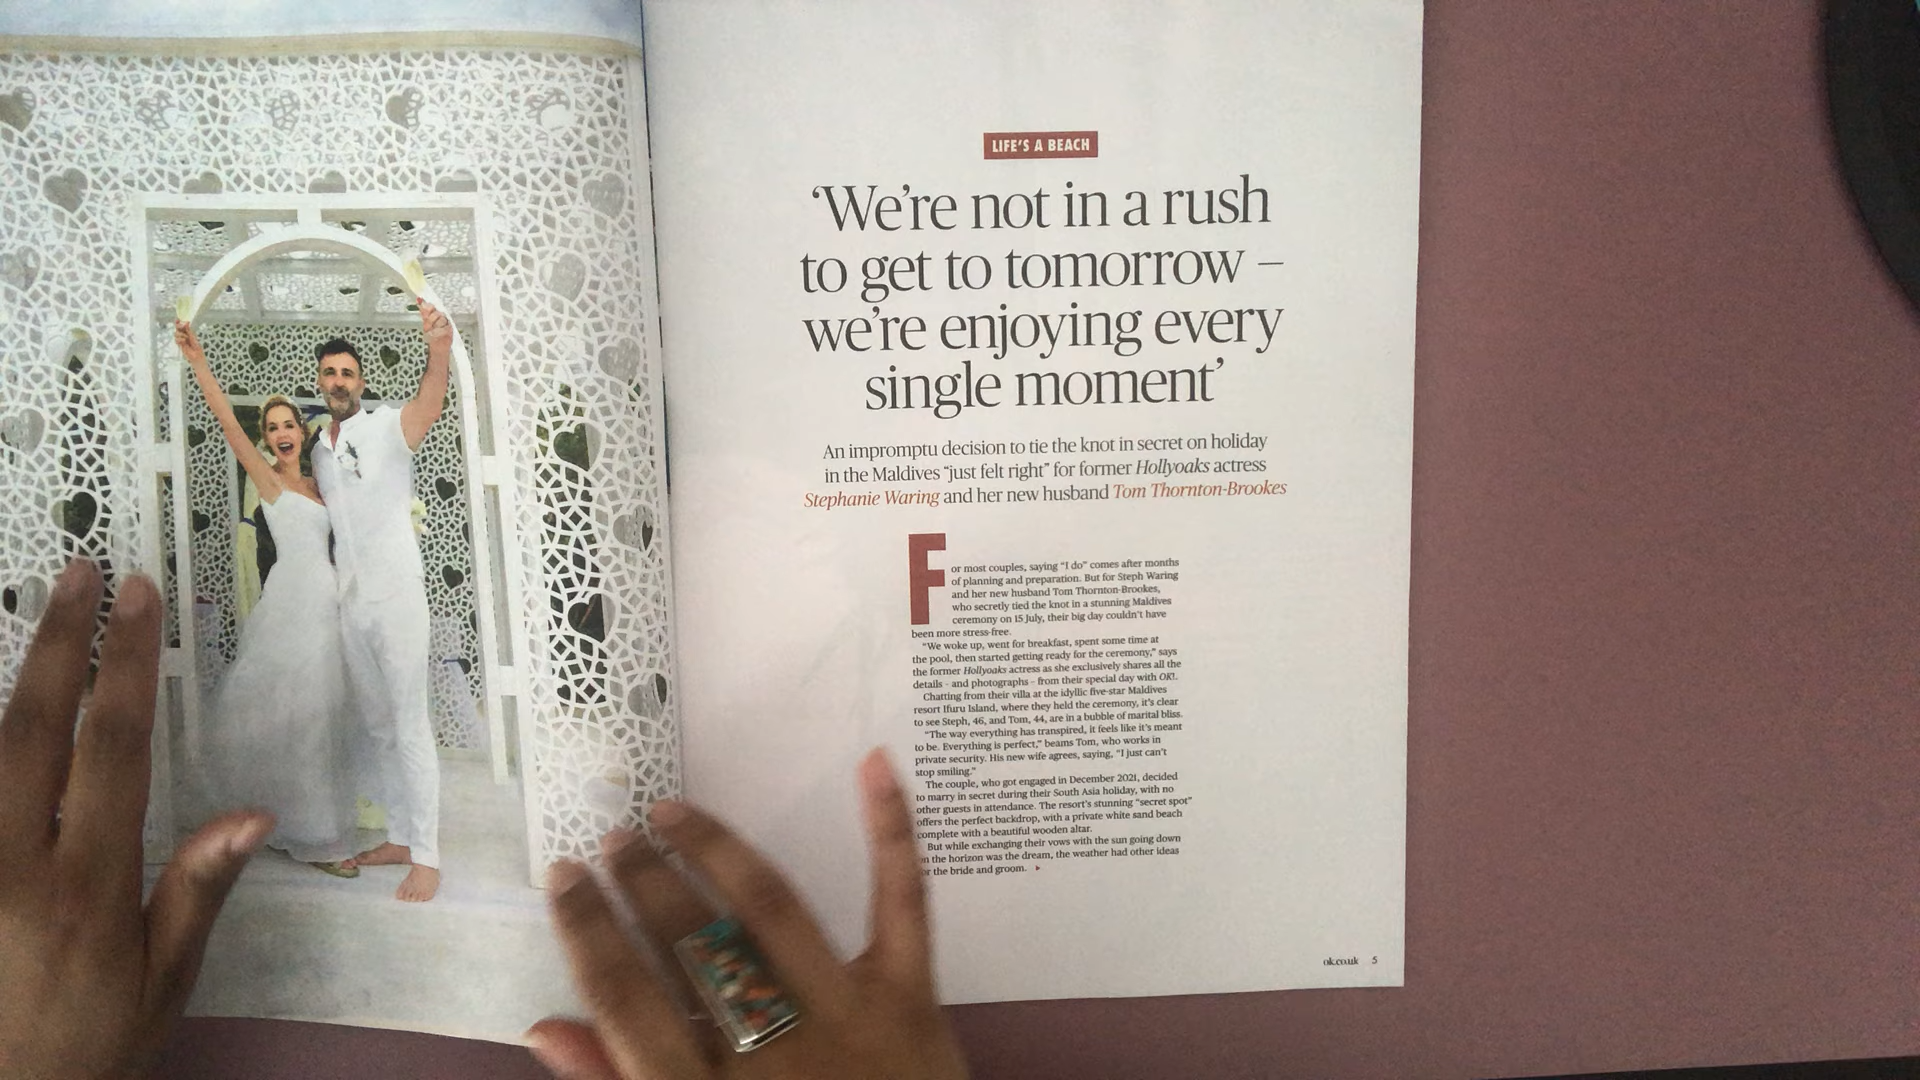 LIFE'S A BEACH
‘We’re not in a rush
to get to tomorrow –
we’re enjoying every
single moment’
An impromptu decision to tie the knot in secret on holiday
in the Maldives “just felt right” for former Hollyoaks actress
Stephanie Waring and her new husband Tom Thornton-Brookes
For most couples, saying “I do” comes after months
of planning and preparation. But for Steph Waring
and her new husband Tom Thornton-Brookes,
who secretly tied the knot in a stunning Maldives
ceremony on 15 July, their big day couldn’t have
been more stress-free.
“We woke up, went for breakfast, spent some time at
the pool, then started getting ready for the ceremony,” says
the former Hollyoaks actress as she exclusively shares all the
details – and photographs – from their special day with OK!.
Chatting from their villa at the idyllic five-star Maldives
resort Ifuru Island, where they held the ceremony, it’s clear
to see Steph, 46, and Tom, 44, are in a bubble of marital bliss.
“The way everything has transpired, it feels like it’s meant
to be. Everything is perfect,” beams Tom, who works in
private security. His new wife agrees, saying, “I just can’t
stop smiling.”
The couple, who got engaged in December 2021, decided
to marry in secret during their South Asia holiday, with no
other guests in attendance. The resort’s stunning “secret spot”
offers the perfect backdrop, with a private white sand beach
complete with a beautiful wooden altar.
But while exchanging their vows with the sun going down
the horizon was the dream, the weather had other ideas
the bride and groom.
ok.co.uk 5